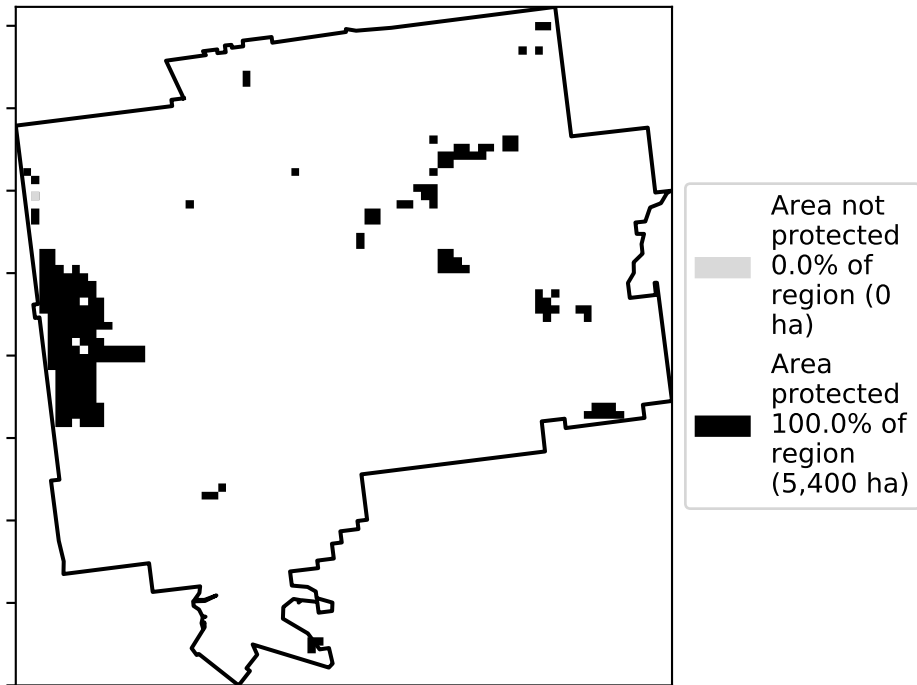 Area not
protected
0.0% of
region (0
ha)
Area
protected
100.0% of
region
(5,400 ha)